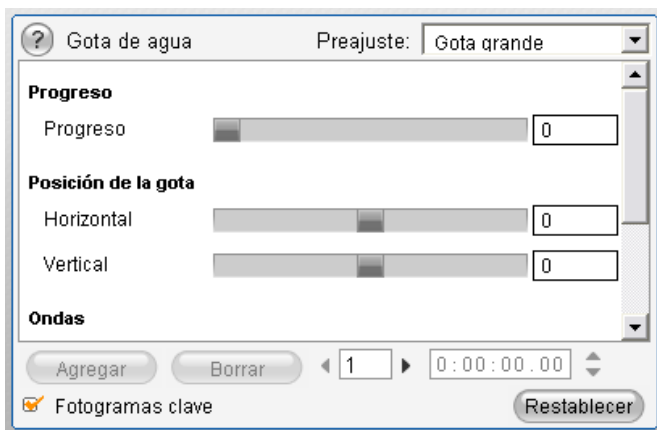 ? Gota de agua Preajuste: Gota grande
Progreso
Progreso 0
Posición de la gota
Horizontal 0
Vertical 0
Ondas
Agregar Borrar 1 0:00:00.00
Fotogramas clave Restablecer